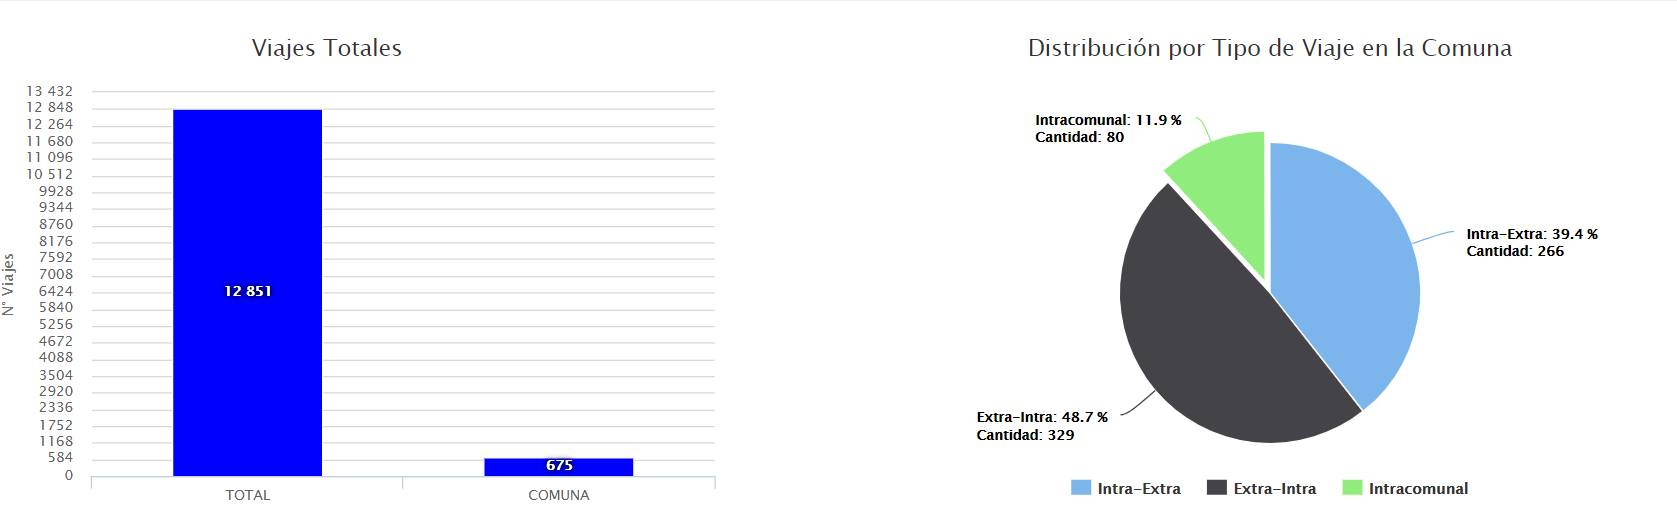 Viajes Totales
N° Viajes
13 432
12 848
12 264
11 680
11 096
10 512
9928
9344
8760
8176
7592
7008
6424
5840
5256
4672
4088
3504
2920
2336
1752
1168
584
0
12 851
675
TOTAL
COMUNA
Distribución por Tipo de Viaje en la Comuna
Intracomunal: 11.9 %
Cantidad: 80
Intra-Extra: 39.4 %
Cantidad: 266
Extra-Intra: 48.7 %
Cantidad: 329
Intra-Extra
Extra-Intra
Intracomunal